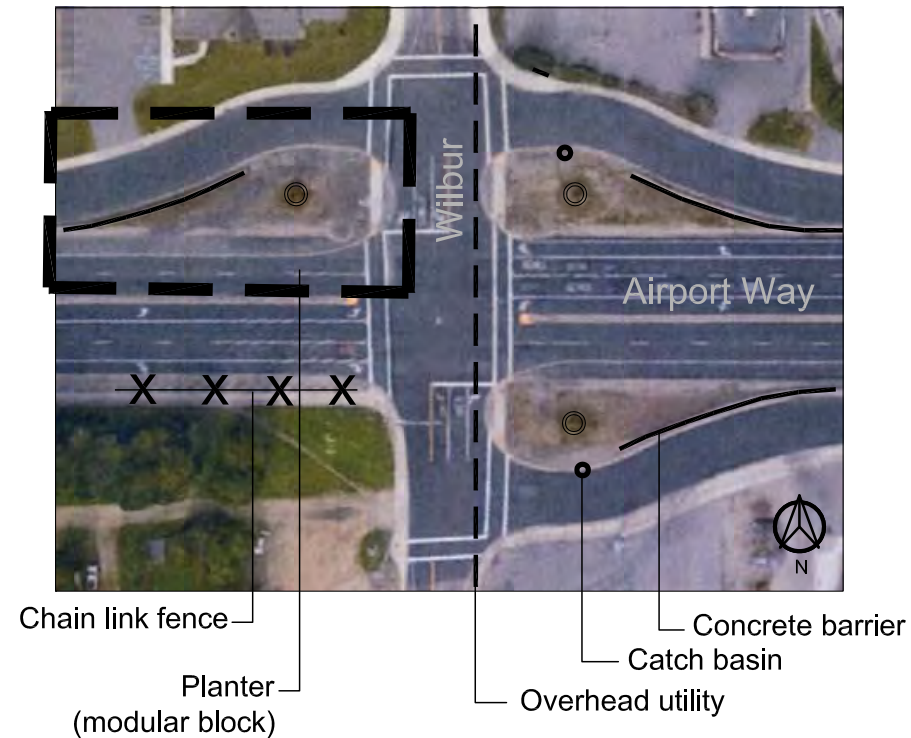 Wilbur
Airport Way
X X X X
N
Chain link fence
Concrete barrier
Catch basin
Planter
(modular block)
Overhead utility